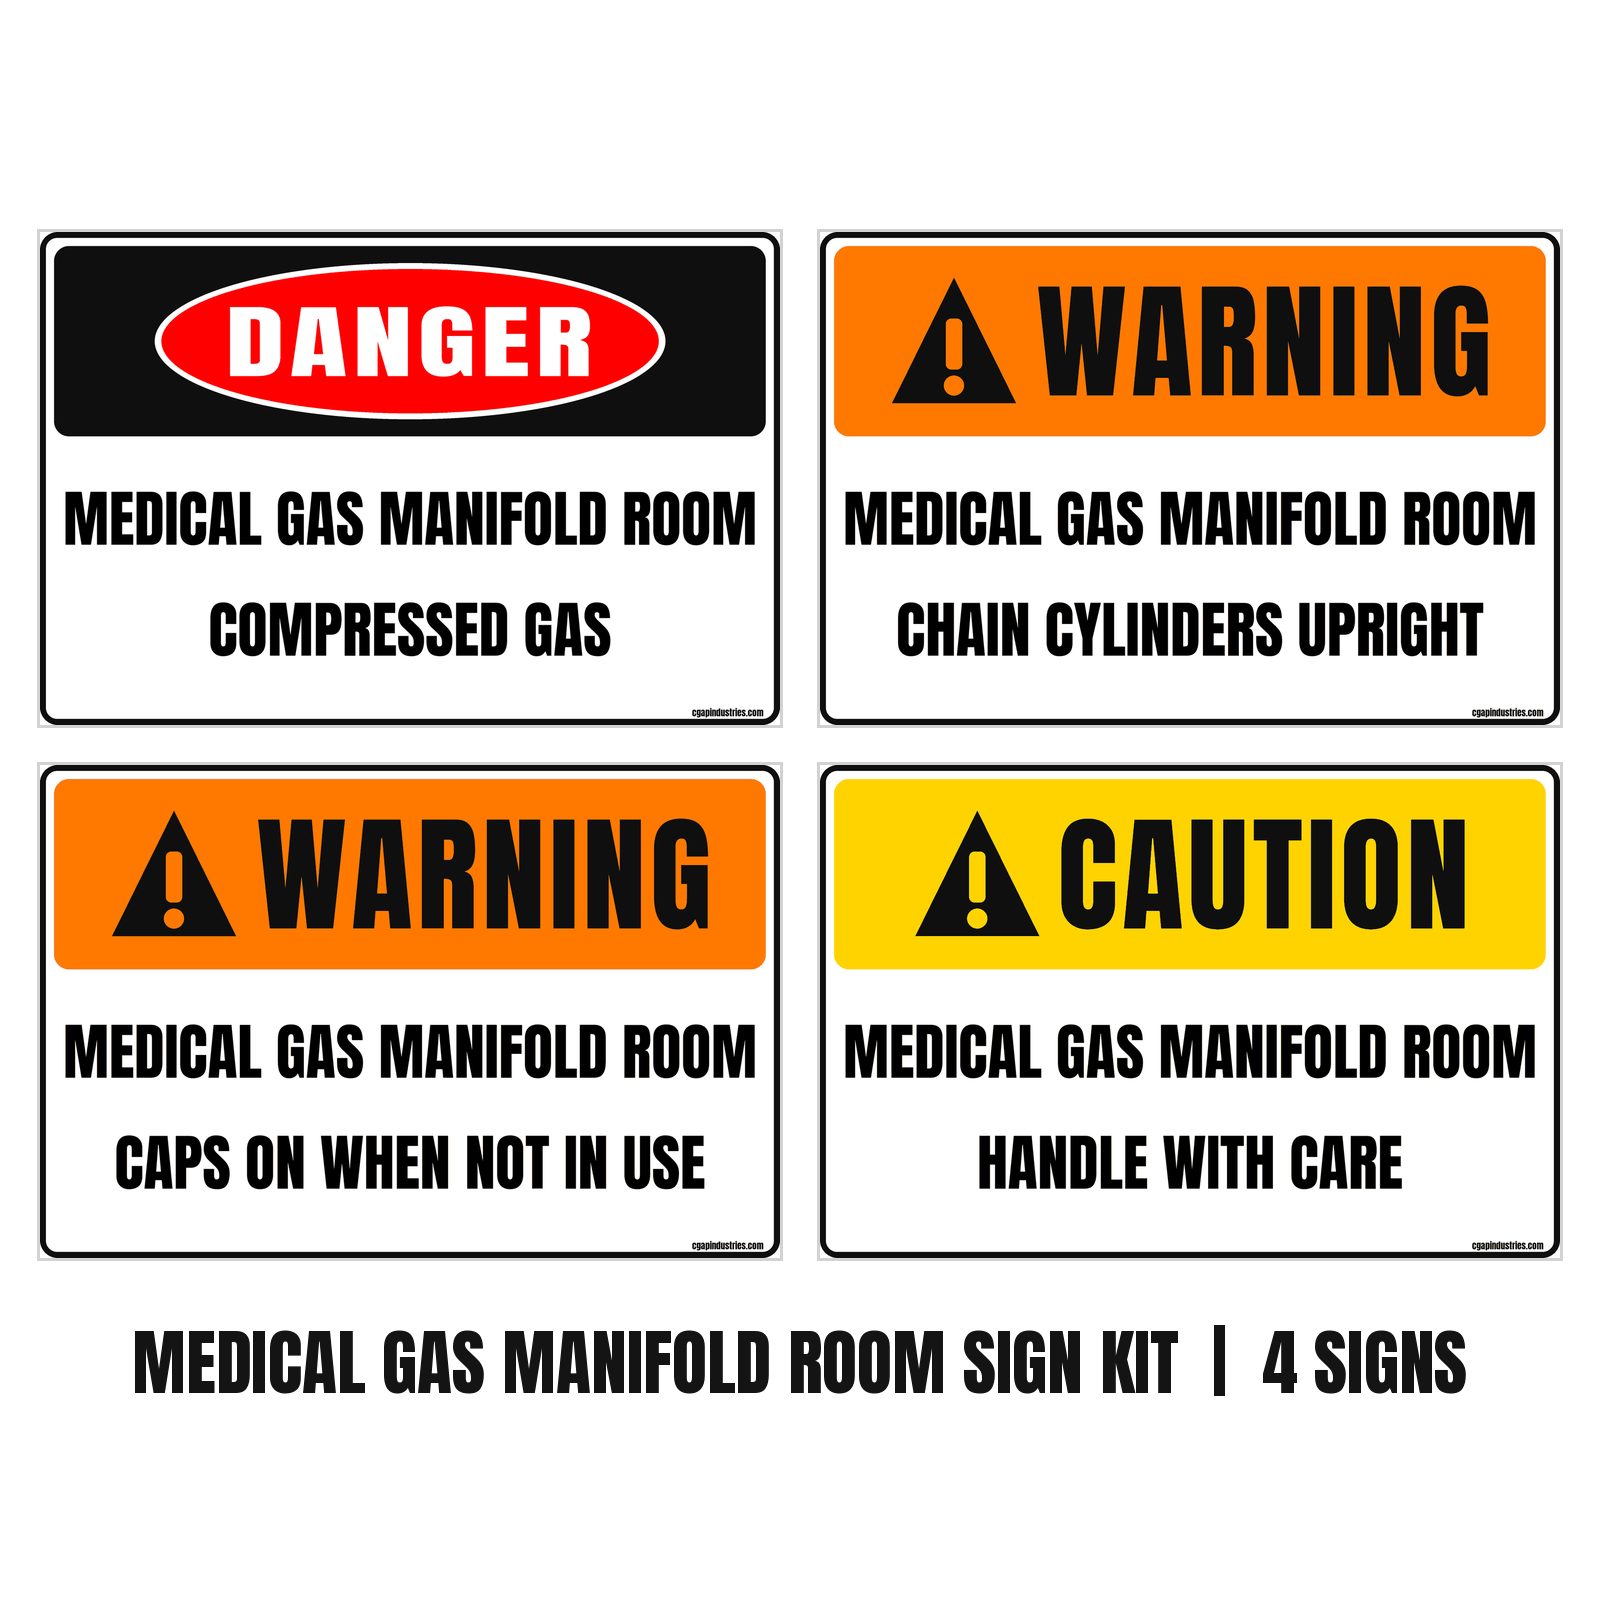 DANGER
MEDICAL GAS MANIFOLD ROOM
COMPRESSED GAS
cgapindustries.com
WARNING
MEDICAL GAS MANIFOLD ROOM
CHAIN CYLINDERS UPRIGHT
cgapindustries.com
WARNING
MEDICAL GAS MANIFOLD ROOM
CAPS ON WHEN NOT IN USE
cgapindustries.com
CAUTION
MEDICAL GAS MANIFOLD ROOM
HANDLE WITH CARE
cgapindustries.com
MEDICAL GAS MANIFOLD ROOM SIGN KIT | 4 SIGNS